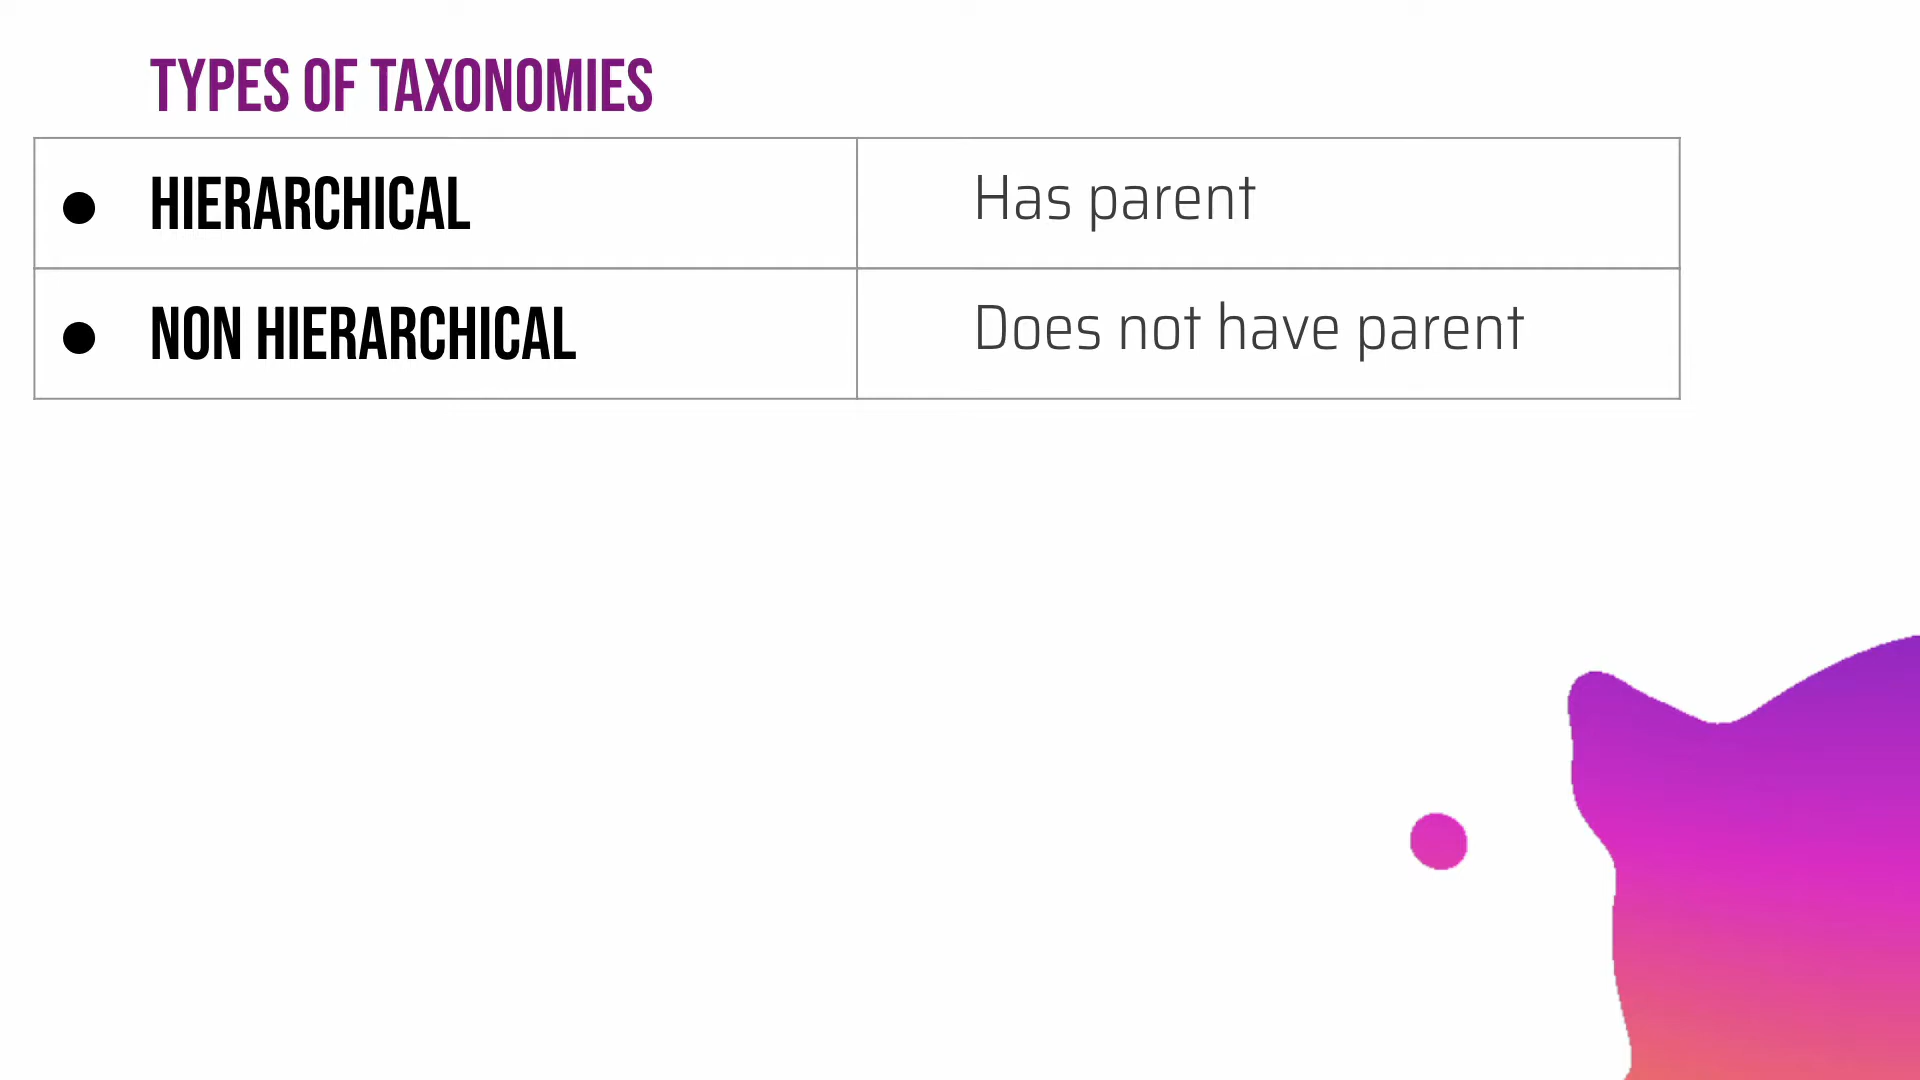 TYPES OF TAXONOMIES
● HIERARCHICAL
Has parent
● NON HIERARCHICAL
Does not have parent